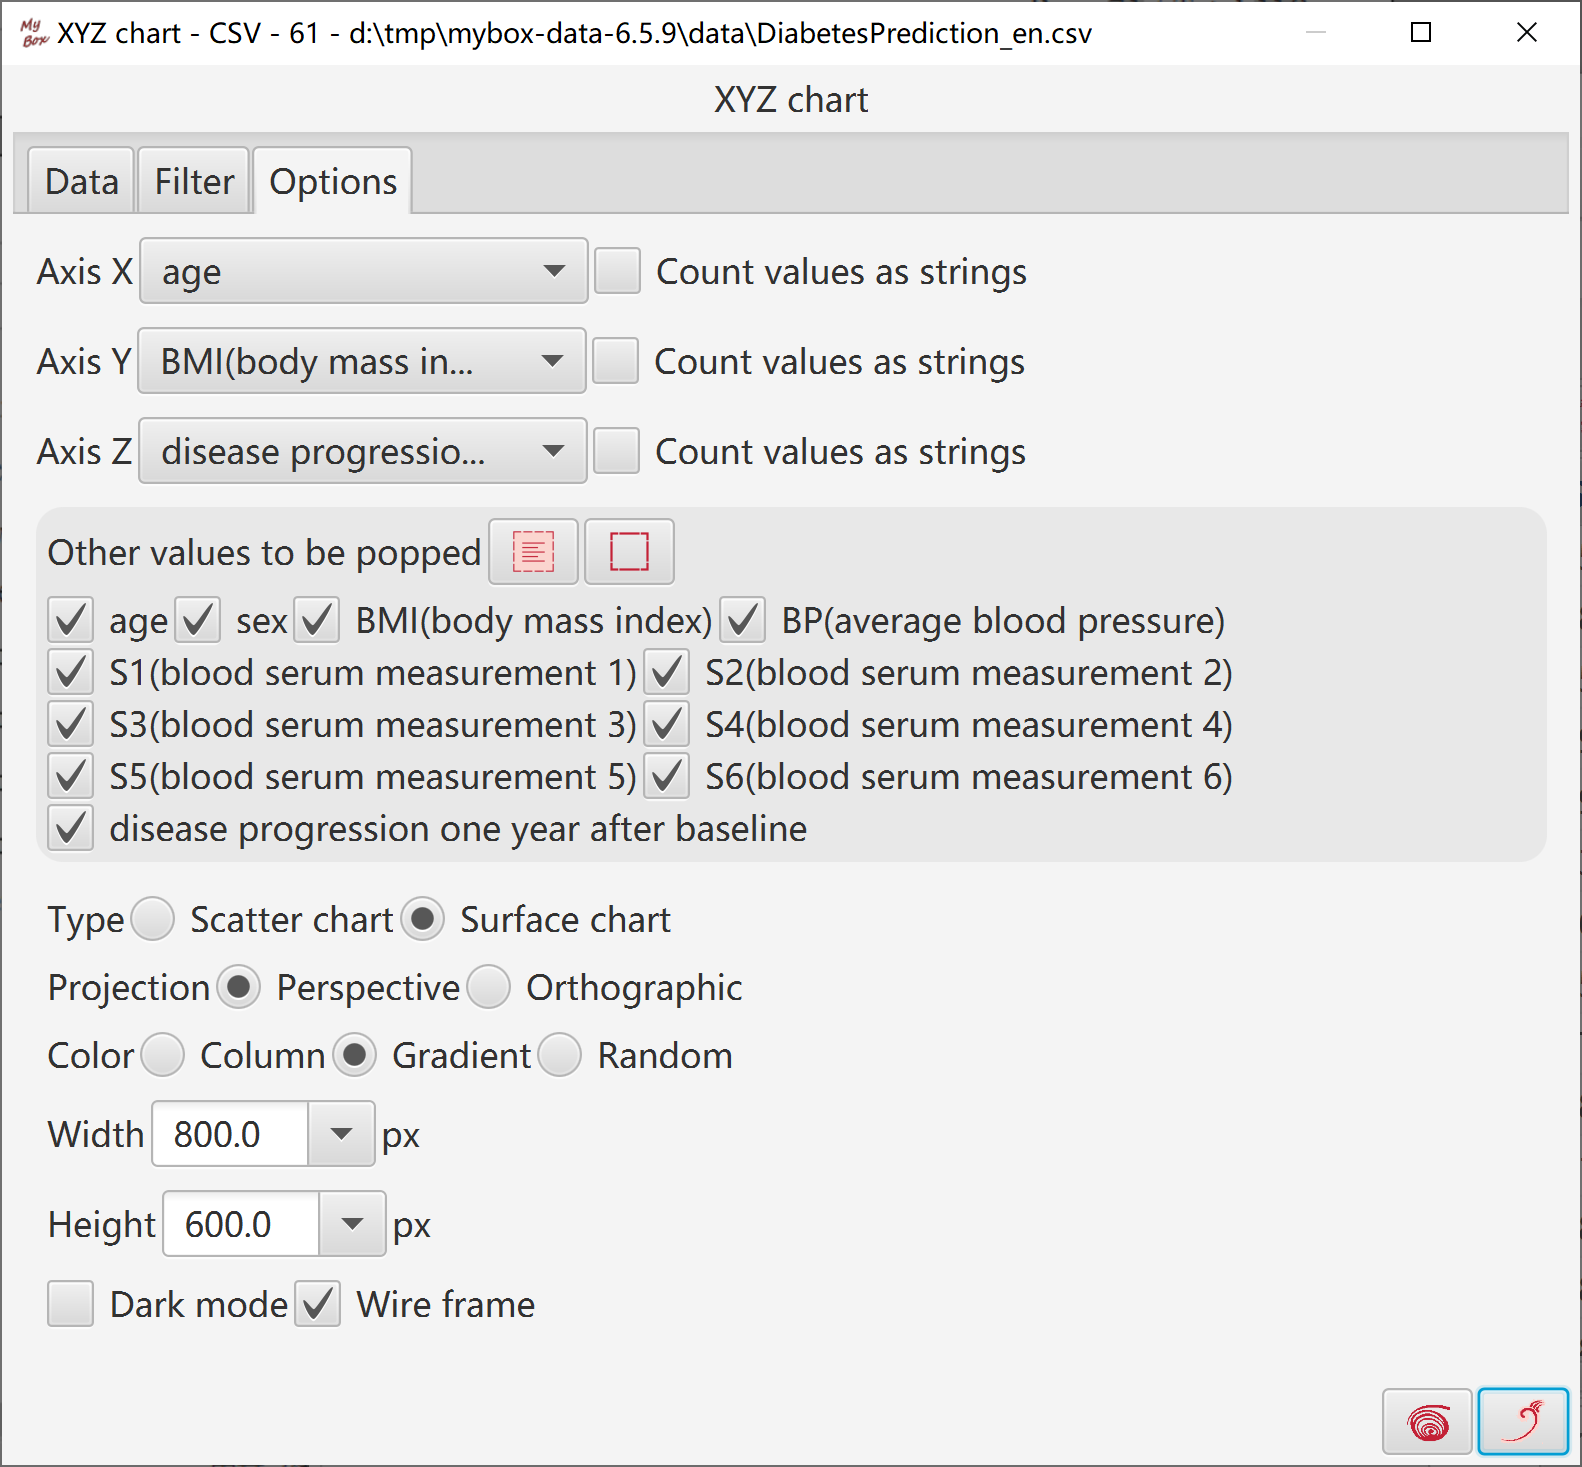 My Box XYZ chart - CSV - 61 - d:\tmp\mybox-data-6.5.9\data\DiabetesPrediction_en.csv
XYZ chart
Data Filter Options
Axis X age Count values as strings
Axis Y BMI(body mass in... Count values as strings
Axis Z disease progressio... Count values as strings
Other values to be popped
age sex BMI(body mass index) BP(average blood pressure)
S1(blood serum measurement 1) S2(blood serum measurement 2)
S3(blood serum measurement 3) S4(blood serum measurement 4)
S5(blood serum measurement 5) S6(blood serum measurement 6)
disease progression one year after baseline
Type Scatter chart Surface chart
Projection Perspective Orthographic
Color Column Gradient Random
Width 800.0 px
Height 600.0 px
Dark mode Wire frame